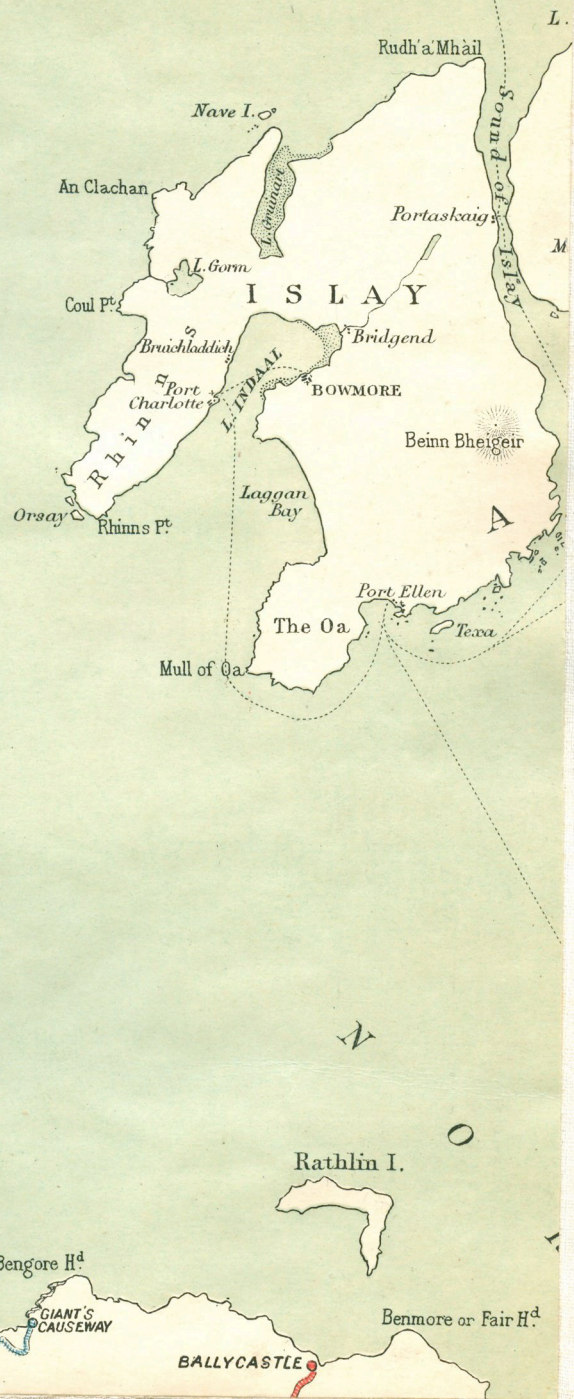 L.
Rudh'a'Mhàil
Sound of Islay
Nave I.
L. Gruinart
An Clachan
Portaskaig
M
L. Gorm
ISLAY
Coul Pt.
Bruichladdich
Bridgend
L. INDAAL
Port
Charlotte
BOWMORE
Rhinns
Beinn Bheigeir
Laggan
Bay
A
Orsay
Rhinns Pt.
Port Ellen
The Oa
Texa
Mull of Oa
N
O
Rathlin I.
Bengore Hd.
GIANT'S
CAUSEWAY
Benmore or Fair Hd.
BALLYCASTLE